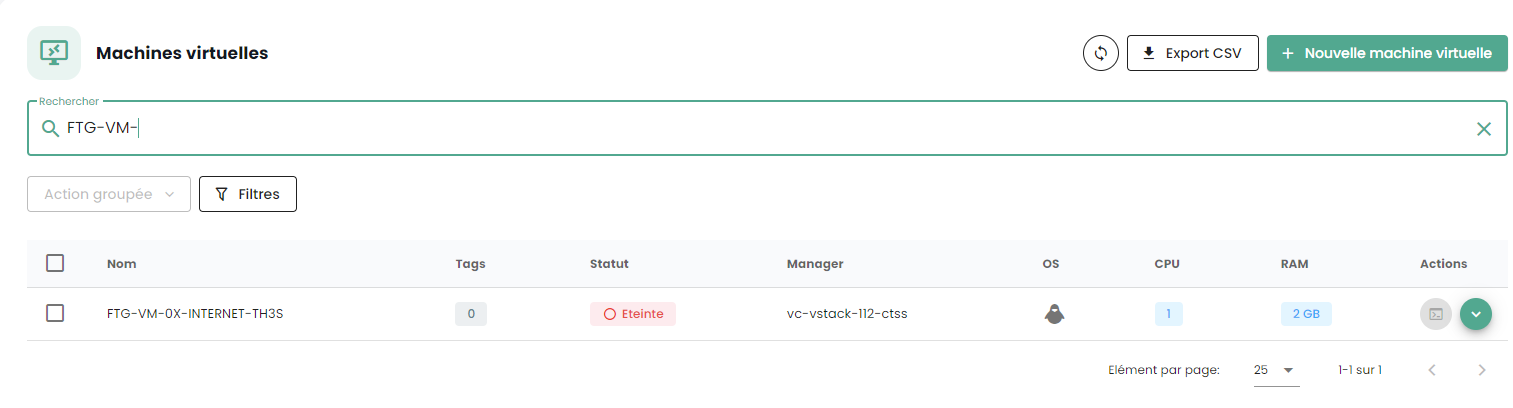 Machines virtuelles
Export CSV
+ Nouvelle machine virtuelle
Rechercher
FTG-VM-
Action groupée
Filtres
Nom Tags Statut Manager OS CPU RAM Actions
FTG-VM-0X-INTERNET-TH3S 0 Eteinte vc-vstack-112-ctss 1 2 GB
Elément par page: 25 1-1 sur 1